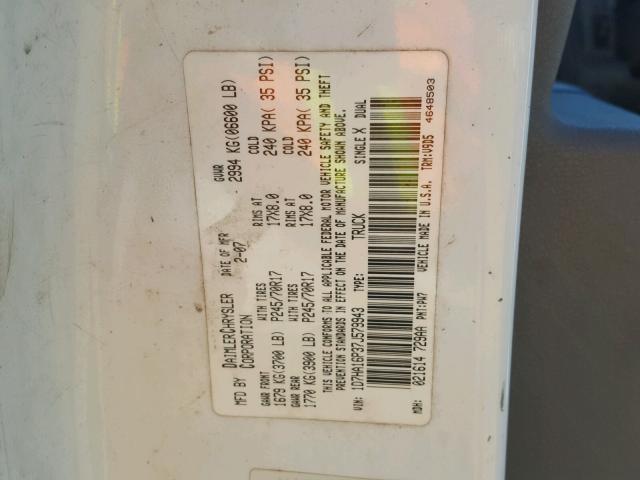 MFD BY DAIMLERCHRYSLER CORPORATION DATE OF MFR 2-07 GVWR 2994 KG(06600 LB)
GAWR FRONT WITH TIRES RIMS AT COLD
1679 KG(3700 LB) P245/70R17 17X8.0 240 KPA( 35 PSI)
GAWR REAR WITH TIRES RIMS AT COLD
1770 KG(3900 LB) P245/70R17 17X8.0 240 KPA( 35 PSI)
THIS VEHICLE CONFORMS TO ALL APPLICABLE FEDERAL MOTOR VEHICLE SAFETY AND THEFT
PREVENTION STANDARDS IN EFFECT ON THE DATE OF MANUFACTURE SHOWN ABOVE.
VIN: 1D7HA16P37J579943 TYPE: TRUCK SINGLE X DUAL
MDH: 021614 729AA PNT:PW7 VEHICLE MADE IN U.S.A. TRM:V9D5 4648503